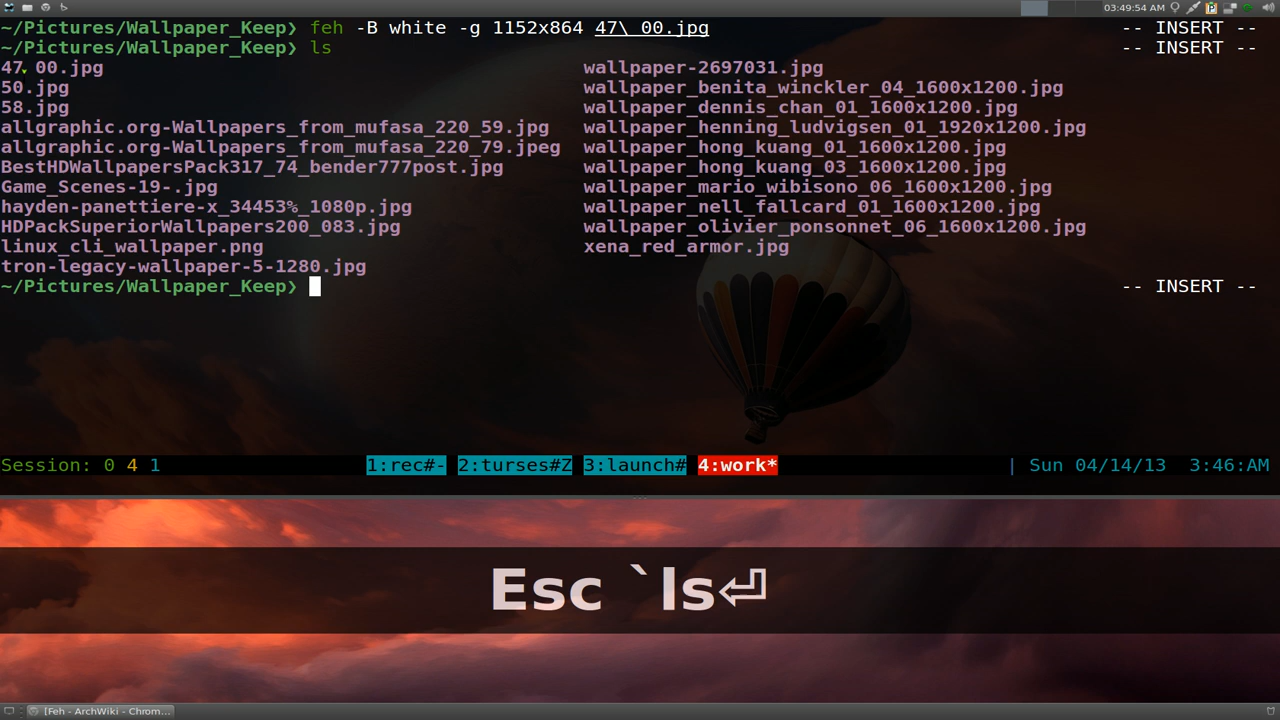 03:49:54 AM
~/Pictures/Wallpaper_Keep❯ feh -B white -g 1152x864 47\ 00.jpg -- INSERT --
~/Pictures/Wallpaper_Keep❯ ls -- INSERT --
47 00.jpg wallpaper-2697031.jpg
50.jpg wallpaper_benita_winckler_04_1600x1200.jpg
58.jpg wallpaper_dennis_chan_01_1600x1200.jpg
allgraphic.org-Wallpapers_from_mufasa_220_59.jpg wallpaper_henning_ludvigsen_01_1920x1200.jpg
allgraphic.org-Wallpapers_from_mufasa_220_79.jpeg wallpaper_hong_kuang_01_1600x1200.jpg
BestHDWallpapersPack317_74_bender777post.jpg wallpaper_hong_kuang_03_1600x1200.jpg
Game_Scenes-19-.jpg wallpaper_mario_wibisono_06_1600x1200.jpg
hayden-panettiere-x_34453%_1080p.jpg wallpaper_nell_fallcard_01_1600x1200.jpg
HDPackSuperiorWallpapers200_083.jpg wallpaper_olivier_ponsonnet_06_1600x1200.jpg
linux_cli_wallpaper.png xena_red_armor.jpg
tron-legacy-wallpaper-5-1280.jpg
~/Pictures/Wallpaper_Keep❯ -- INSERT --
Session: 0 4 1 1:rec#- 2:turses#Z 3:launch# 4:work* | Sun 04/14/13 3:46:AM
Esc `ls⏎
[Feh - ArchWiki - Chrom...